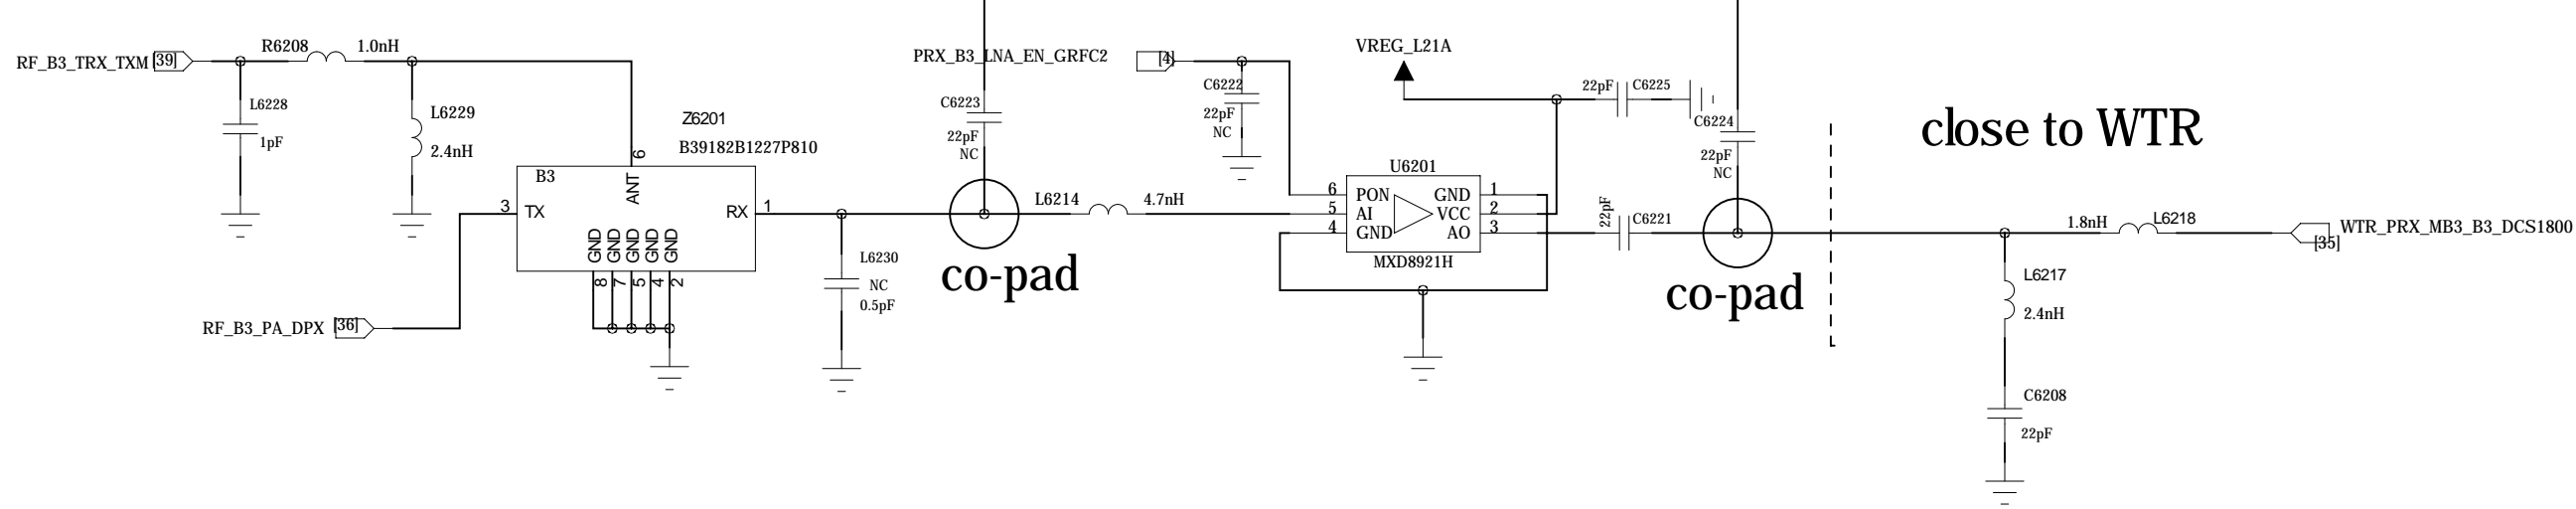 RF_B3_TRX_TXM
[39]
R6208
1.0nH
L6228
1pF
L6229
2.4nH
Z6201
B39182B1227P810
B3
ANT
6
3
TX
RX
1
GND
GND
GND
GND
GND
8
7
5
4
2
RF_B3_PA_DPX
[36]
L6230
NC
0.5pF
PRX_B3_LNA_EN_GRFC2
[4]
C6223
22pF
NC
co-pad
L6214
4.7nH
C6222
22pF
NC
VREG_L21A
22pF
C6225
U6201
6
PON
GND
1
5
AI
VCC
2
4
GND
AO
3
MXD8921H
22pF
C6221
C6224
22pF
NC
co-pad
close to WTR
1.8nH
L6218
WTR_PRX_MB3_B3_DCS1800
[35]
L6217
2.4nH
C6208
22pF